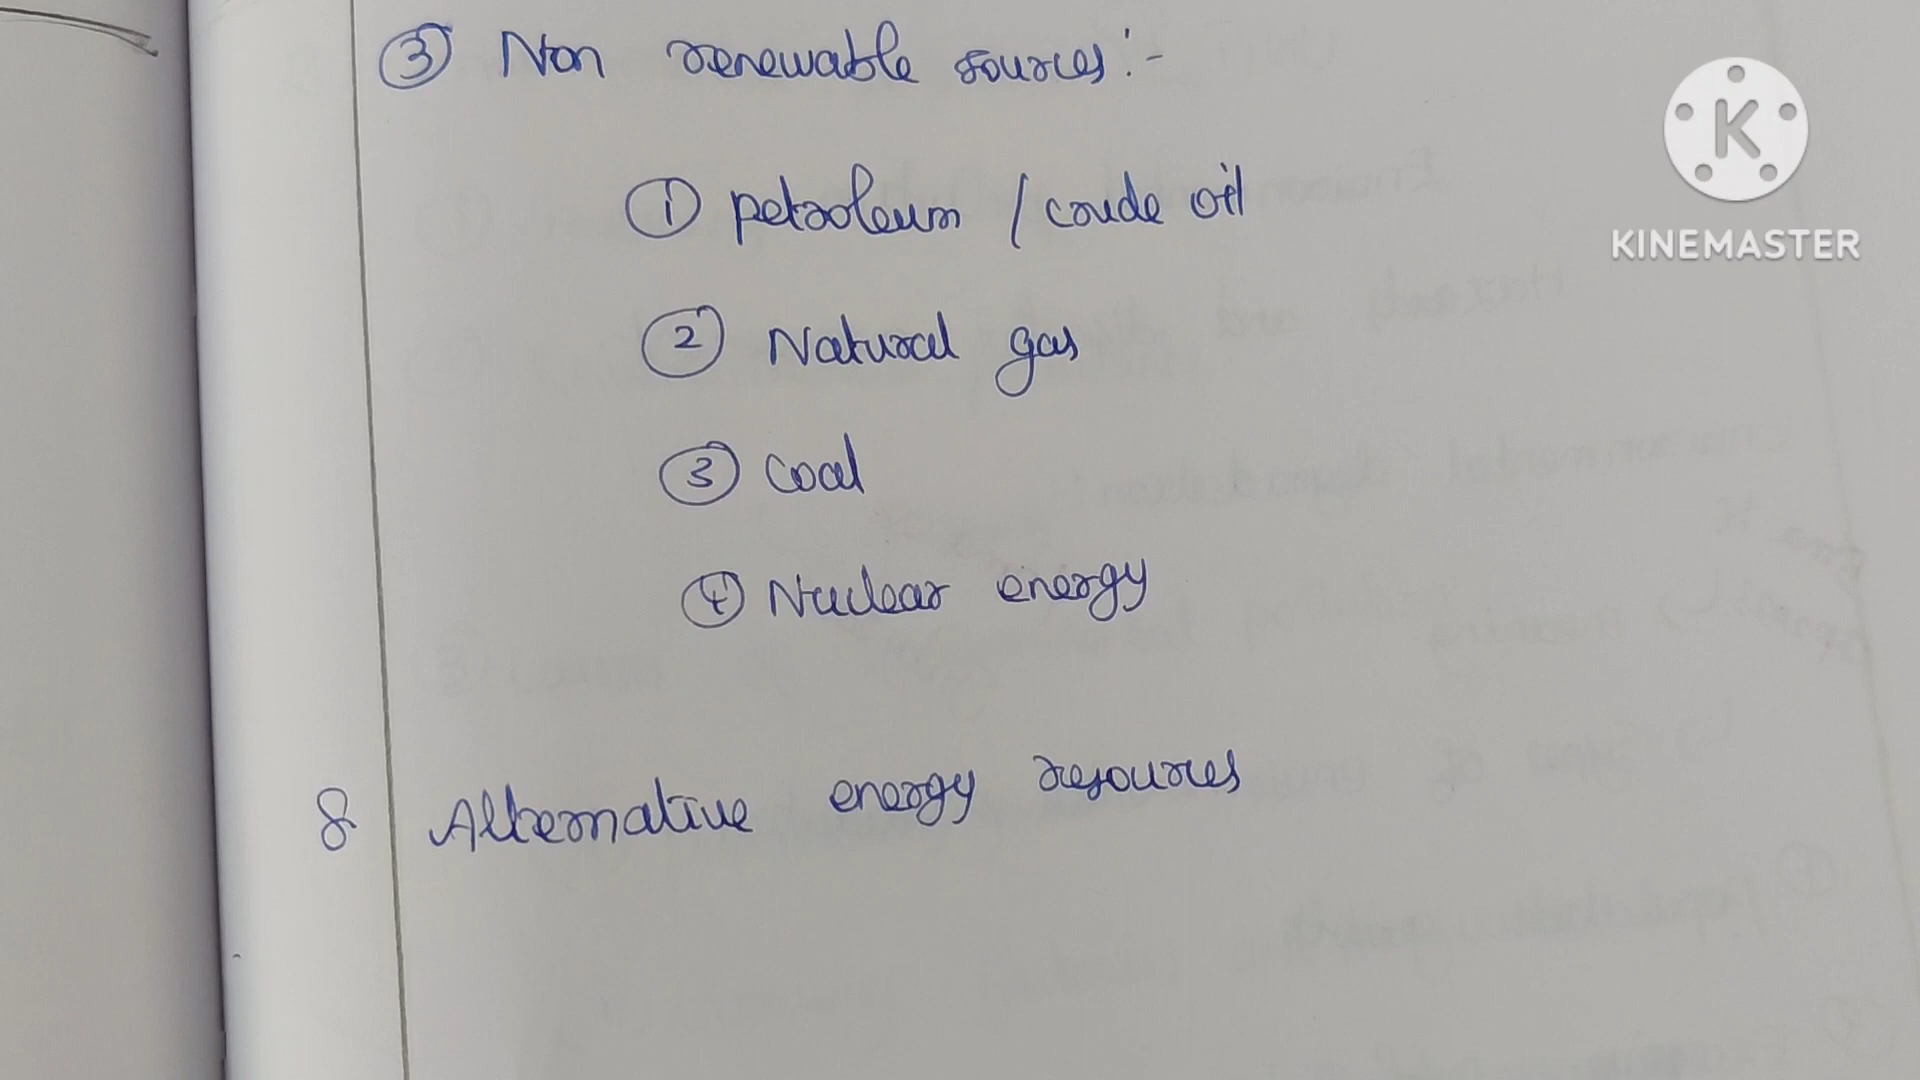 ③ Non renewable sources:-
K
KINEMASTER
① petroleum / crude oil
② Natural gas
③ Coal
④ Nuclear energy
8 Alternative energy resources